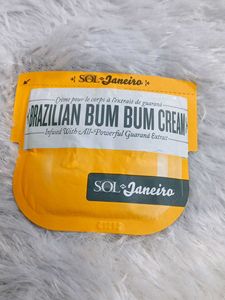 SOL de Janeiro
Crème pour le corps à l'extrait de guaraná
BRAZILIAN BUM BUM CREAM
Infused With All-Powerful Guaraná Extract
SOL de Janeiro